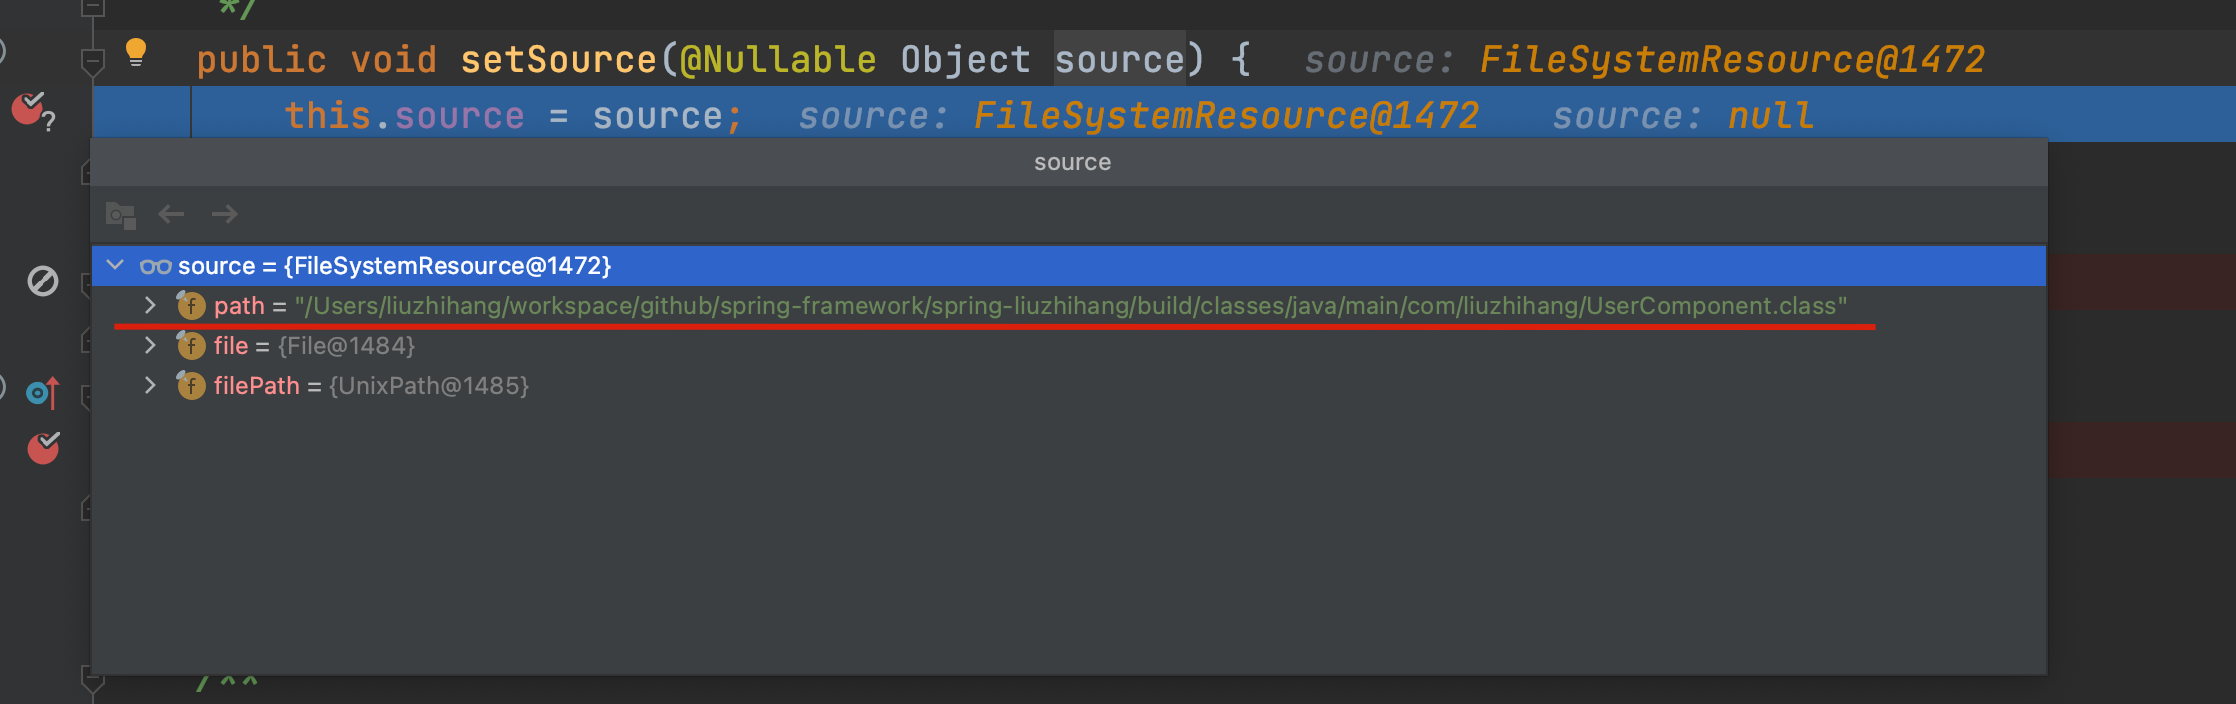 */
public void setSource(@Nullable Object source) { source: FileSystemResource@1472
this.source = source; source: FileSystemResource@1472 source: null
source
source = {FileSystemResource@1472}
path = "/Users/liuzhihang/workspace/github/spring-framework/spring-liuzhihang/build/classes/java/main/com/liuzhihang/UserComponent.class"
file = {File@1484}
filePath = {UnixPath@1485}
/**